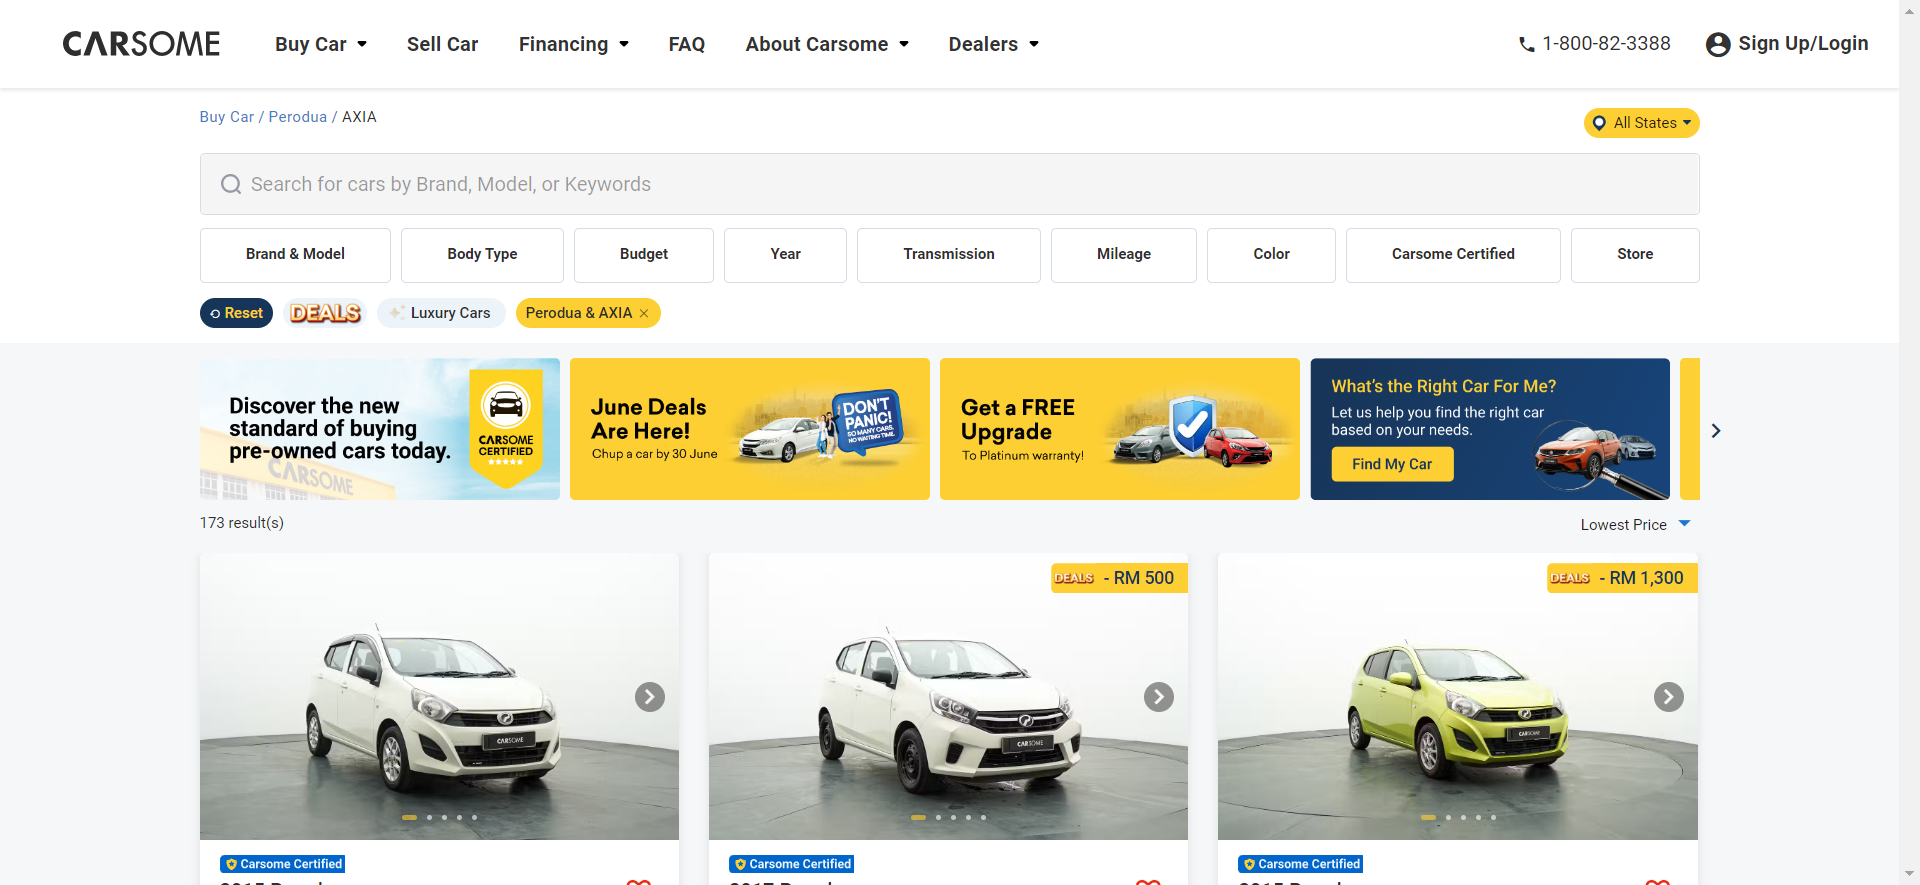 CARSOME
Buy Car
Sell Car
Financing
FAQ
About Carsome
Dealers
1-800-82-3388
Sign Up/Login
Buy Car / Perodua / AXIA
All States
Search for cars by Brand, Model, or Keywords
Brand & Model
Body Type
Budget
Year
Transmission
Mileage
Color
Carsome Certified
Store
Reset
DEALS
Luxury Cars
Perodua & AXIA
Discover the new
standard of buying
pre-owned cars today.
CARSOME
CARSOME
CERTIFIED
June Deals
Are Here!
Chup a car by 30 June
DON'T
PANIC!
SO MANY CARS,
NO WAITING TIME.
Get a FREE
Upgrade
To Platinum warranty!
What's the Right Car For Me?
Let us help you find the right car
based on your needs.
Find My Car
173 result(s)
Lowest Price
CARSOME
DEALS - RM 500
CARSOME
DEALS - RM 1,300
CARSOME
Carsome Certified
Carsome Certified
Carsome Certified